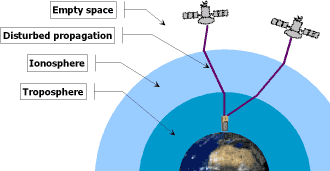 Empty space
Disturbed propagation
Ionosphere
Troposphere